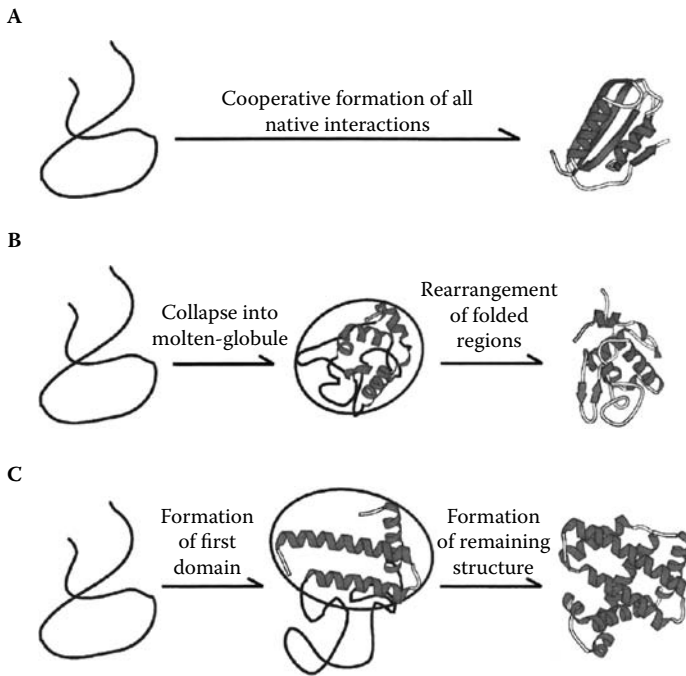 A
Cooperative formation of all
native interactions
B
Collapse into
molten-globule
Rearrangement
of folded
regions
C
Formation
of first
domain
Formation
of remaining
structure